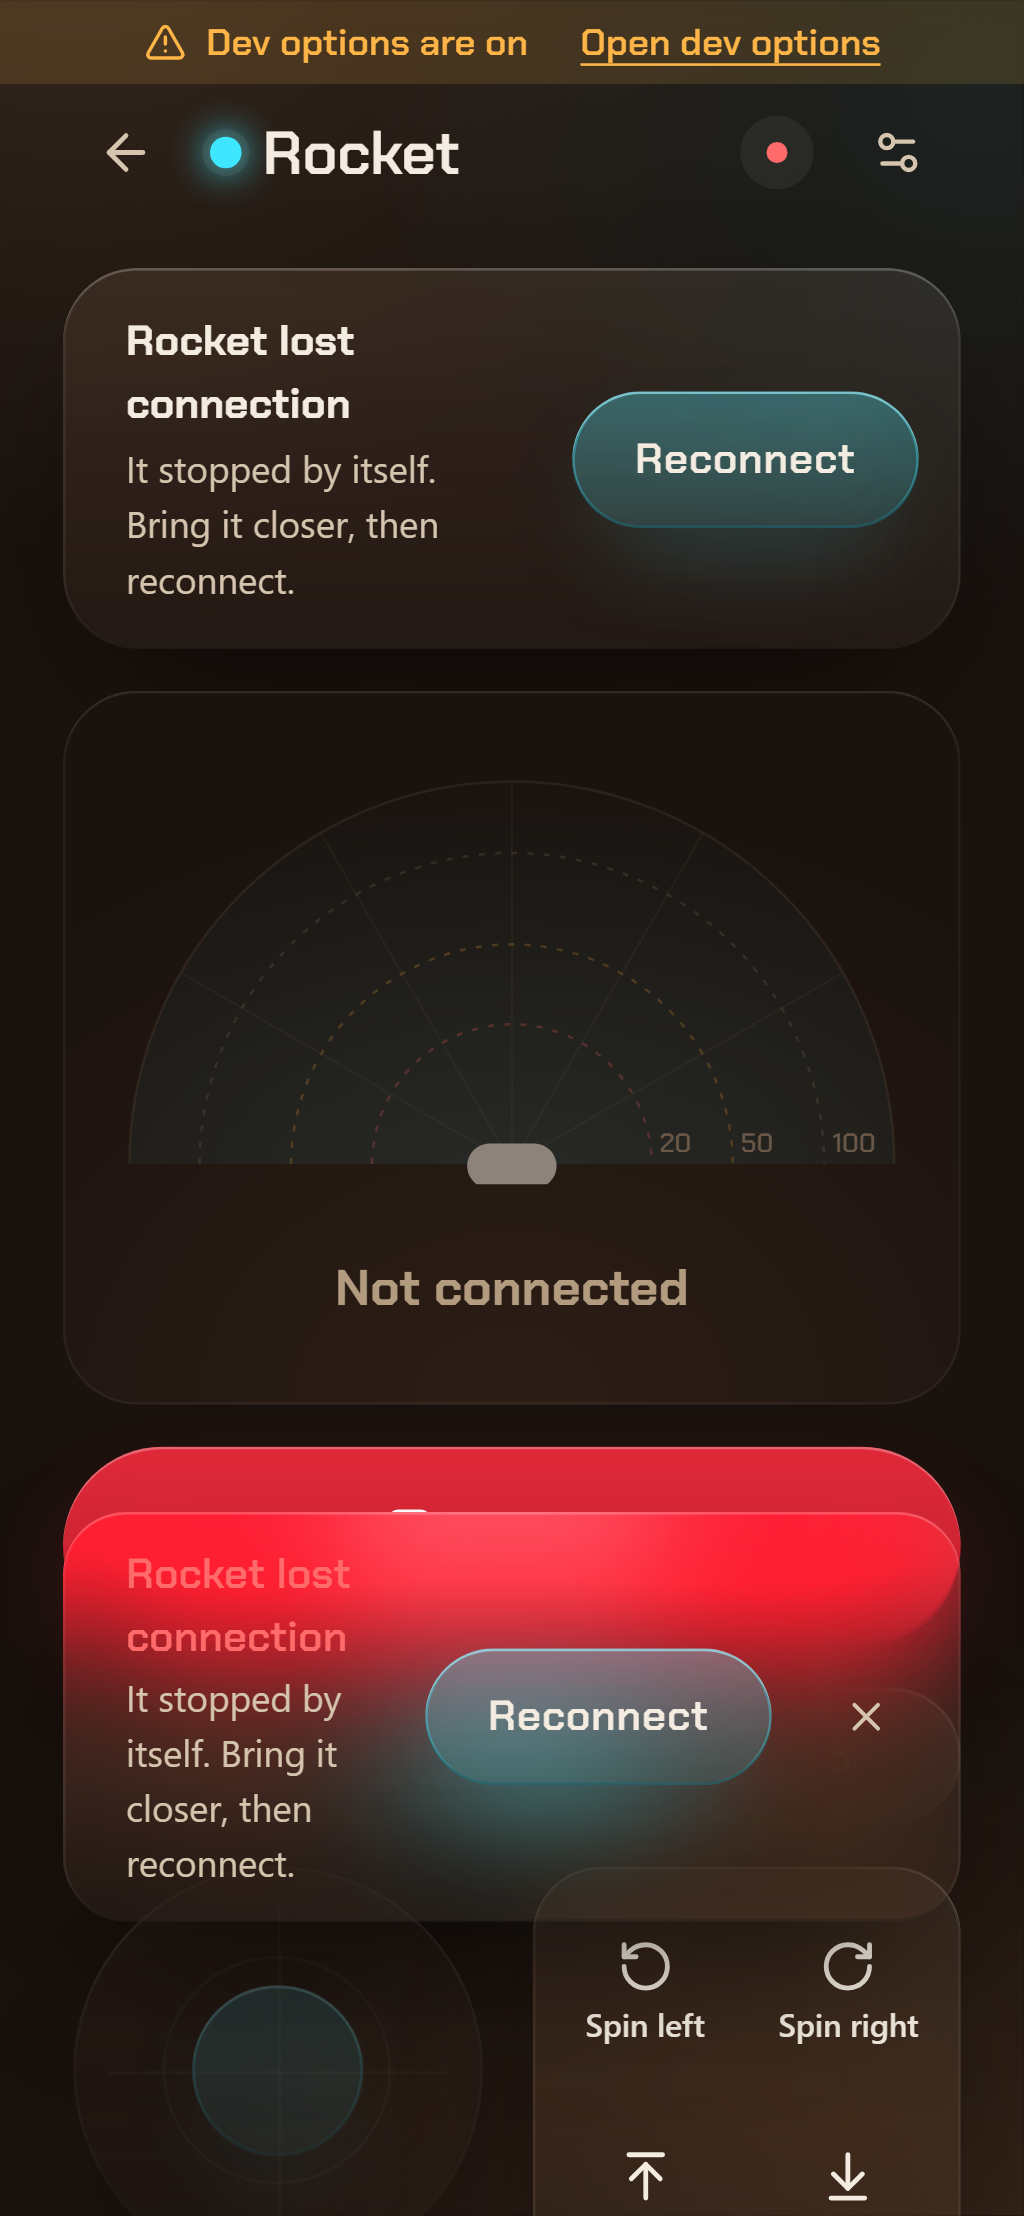 Dev options are on Open dev options
Rocket
Rocket lost
connection
It stopped by itself.
Bring it closer, then
reconnect.
Reconnect
20 50 100
Not connected
Rocket lost
connection
It stopped by
itself. Bring it
closer, then
reconnect.
Reconnect
Spin left Spin right